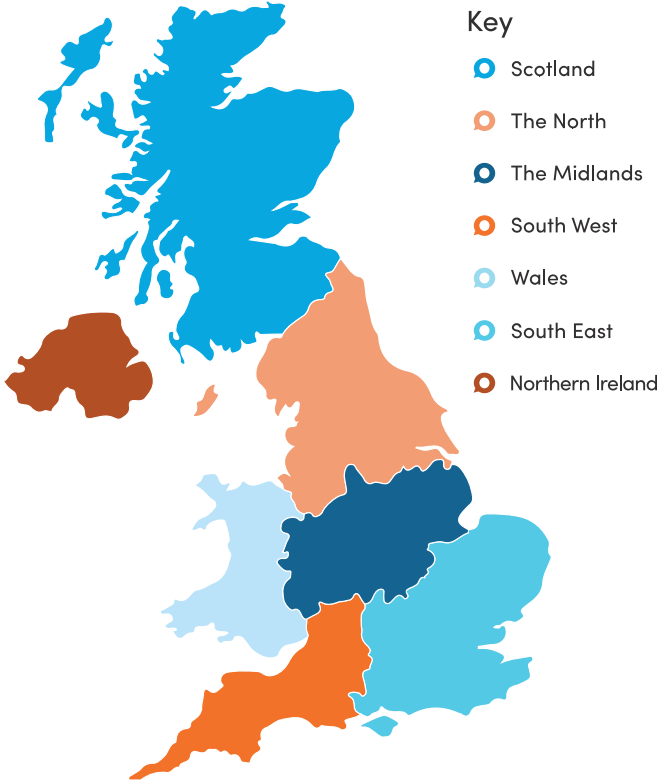 Key
Scotland
The North
The Midlands
South West
Wales
South East
Northern Ireland